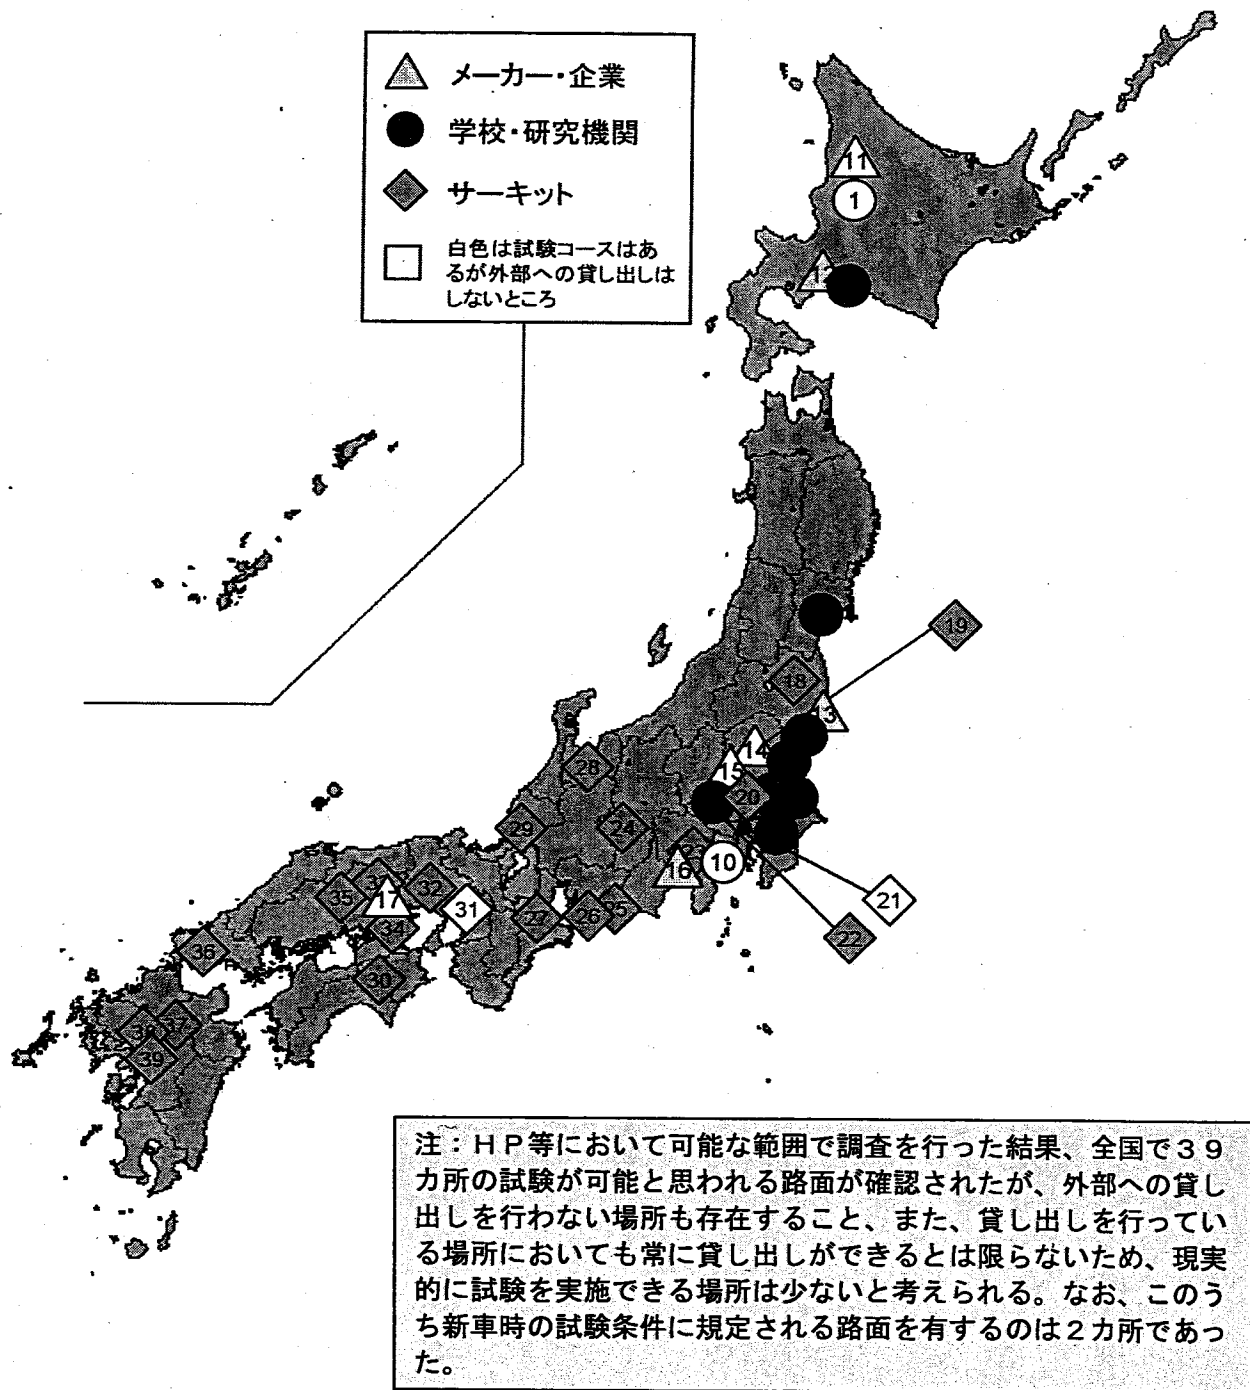 メーカー・企業
学校・研究機関
サーキット
白色は試験コースはあ
るが外部への貸し出しは
しないところ
11
1
12
19
18
13
14
15
20
28
29
24
10
16
21
22
32
35
17
31
27
26
25
34
36
30
37
38
39
注:HP等において可能な範囲で調査を行った結果、全国で39
カ所の試験が可能と思われる路面が確認されたが、外部への貸し
出しを行わない場所も存在すること、また、貸し出しを行ってい
る場所においても常に貸し出しができるとは限らないため、現実
的に試験を実施できる場所は少ないと考えられる。なお、このう
ち新車時の試験条件に規定される路面を有するのは2カ所であっ
た。